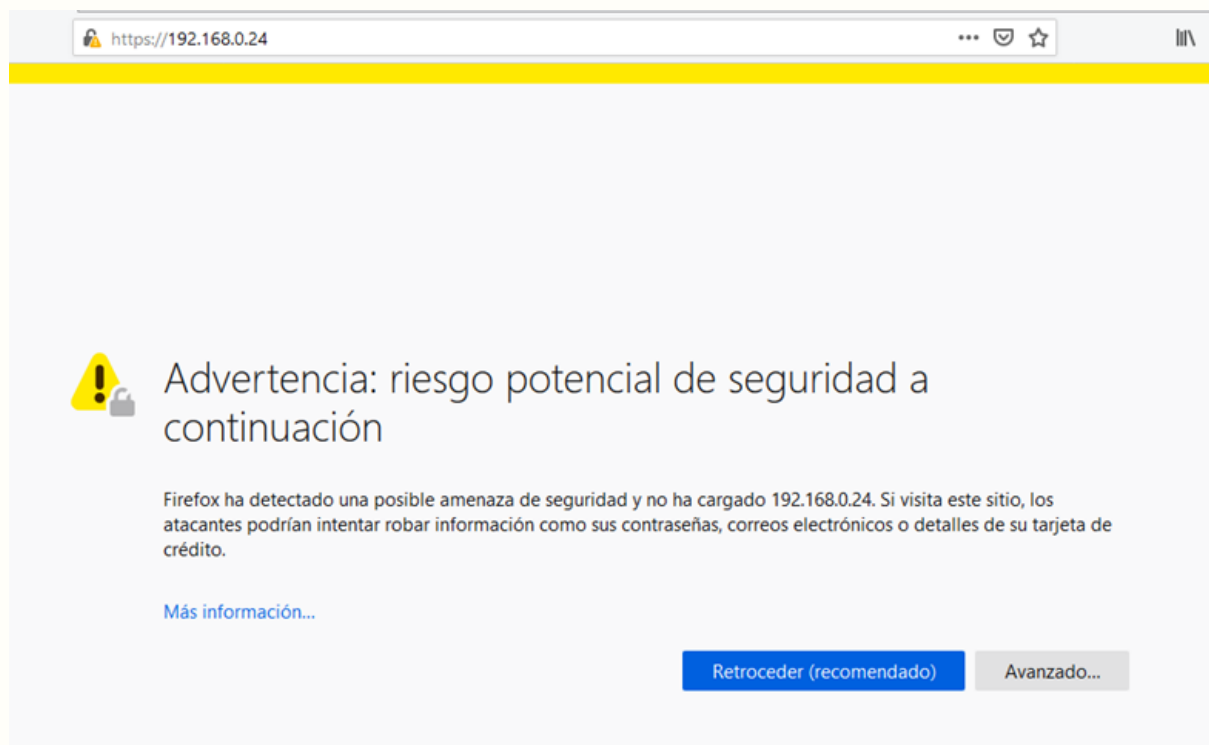 https://192.168.0.24
Advertencia: riesgo potencial de seguridad a
continuación
Firefox ha detectado una posible amenaza de seguridad y no ha cargado 192.168.0.24. Si visita este sitio, los
atacantes podrían intentar robar información como sus contraseñas, correos electrónicos o detalles de su tarjeta de
crédito.
Más información...
Retroceder (recomendado)
Avanzado...